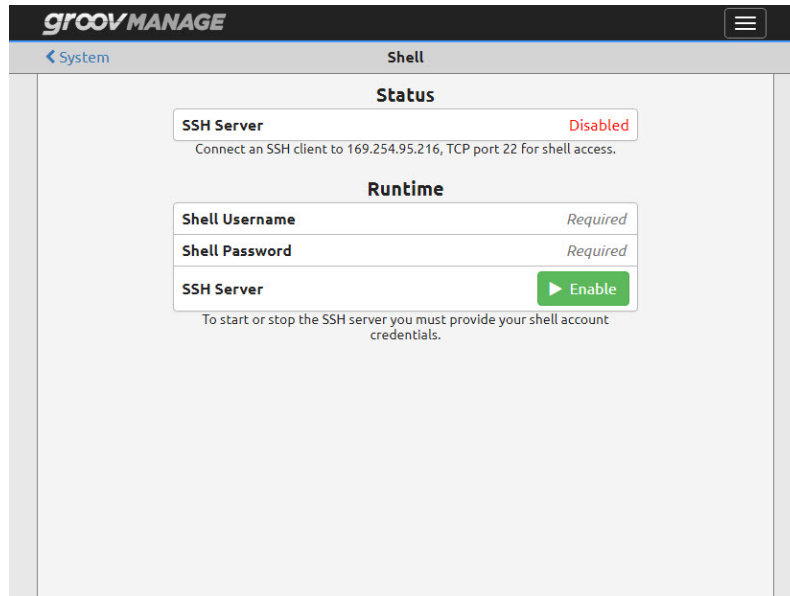 groov MANAGE
System
Shell
Status
SSH Server Disabled
Connect an SSH client to 169.254.95.216, TCP port 22 for shell access.
Runtime
Shell Username Required
Shell Password Required
SSH Server Enable
To start or stop the SSH server you must provide your shell account
credentials.